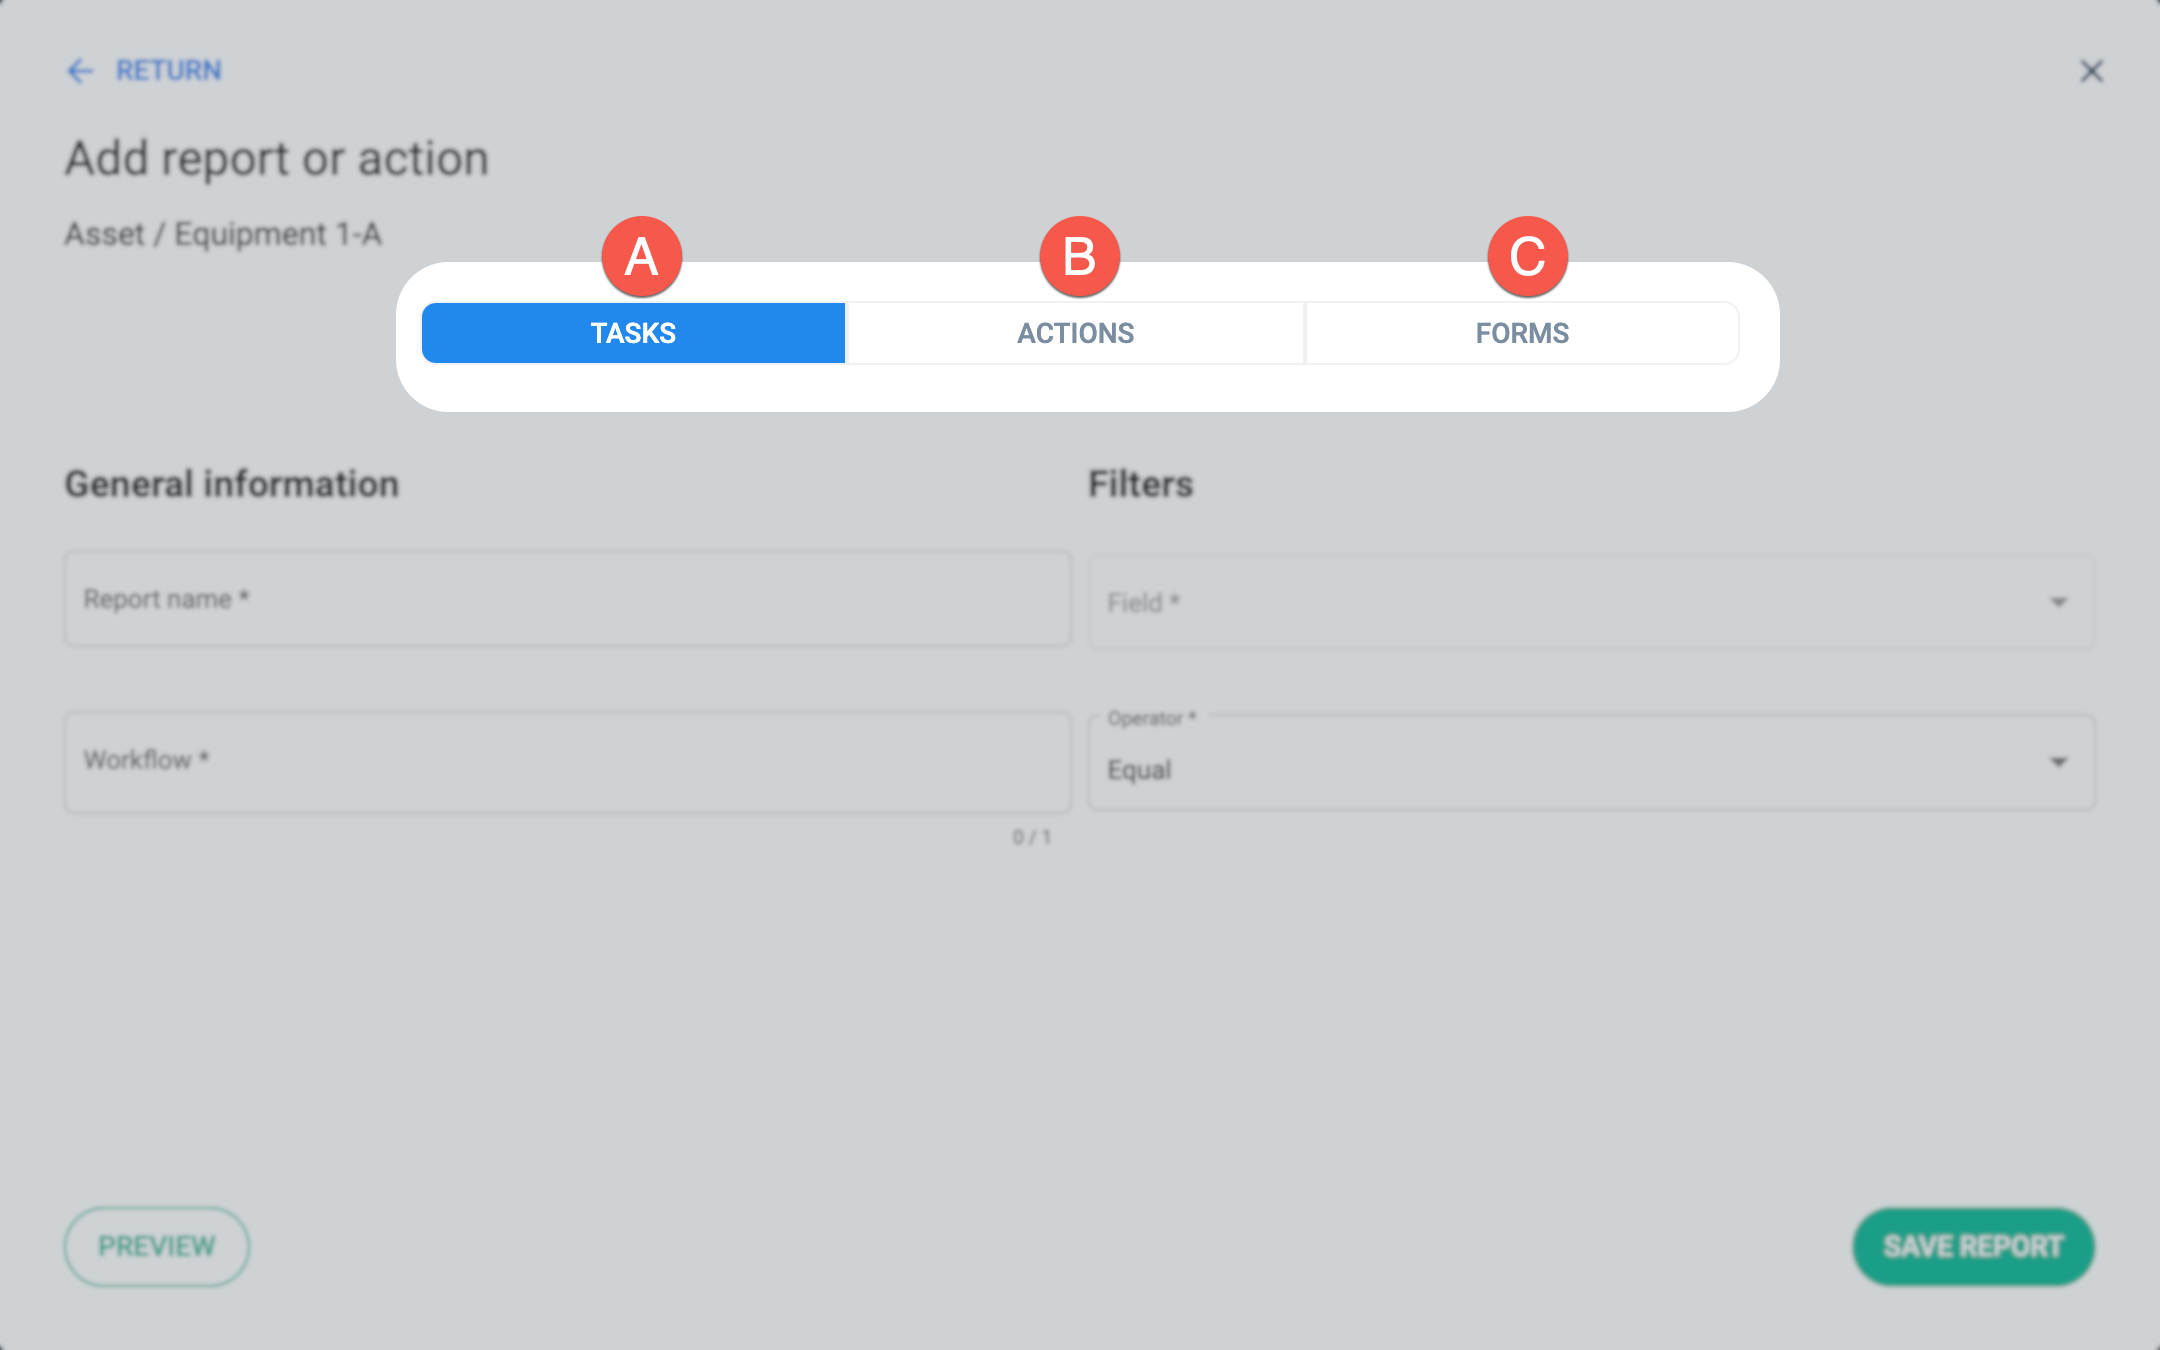 RETURN
Add report or action
Asset / Equipment 1-A
A
B
C
TASKS
ACTIONS
FORMS
General information
Filters
Report name *
Field *
Workflow *
Operator *
Equal
0 / 1
PREVIEW
SAVE REPORT